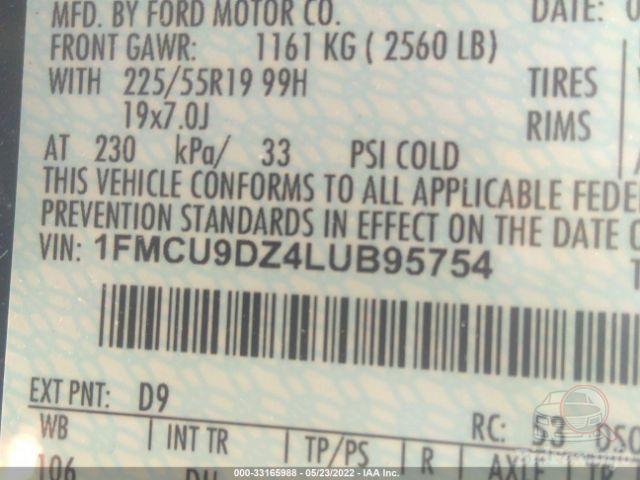 MFD. BY FORD MOTOR CO.
DATE:
FRONT GAWR: 1161 KG ( 2560 LB)
WITH 225/55R19 99H TIRES
19x7.0J RIMS
AT 230 kPa/ 33 PSI COLD
THIS VEHICLE CONFORMS TO ALL APPLICABLE FEDE
PREVENTION STANDARDS IN EFFECT ON THE DATE
VIN: 1FMCU9DZ4LUB95754
EXT PNT: D9
RC: 53 DSO
WB INT TR TP/PS R AXLE TR
106
000-33165988 - 05/23/2022 - IAA Inc.